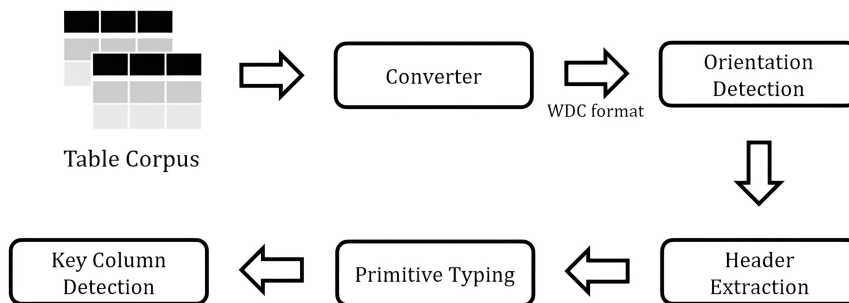 Table Corpus
Converter
WDC format
Orientation
Detection
Header
Extraction
Primitive Typing
Key Column
Detection